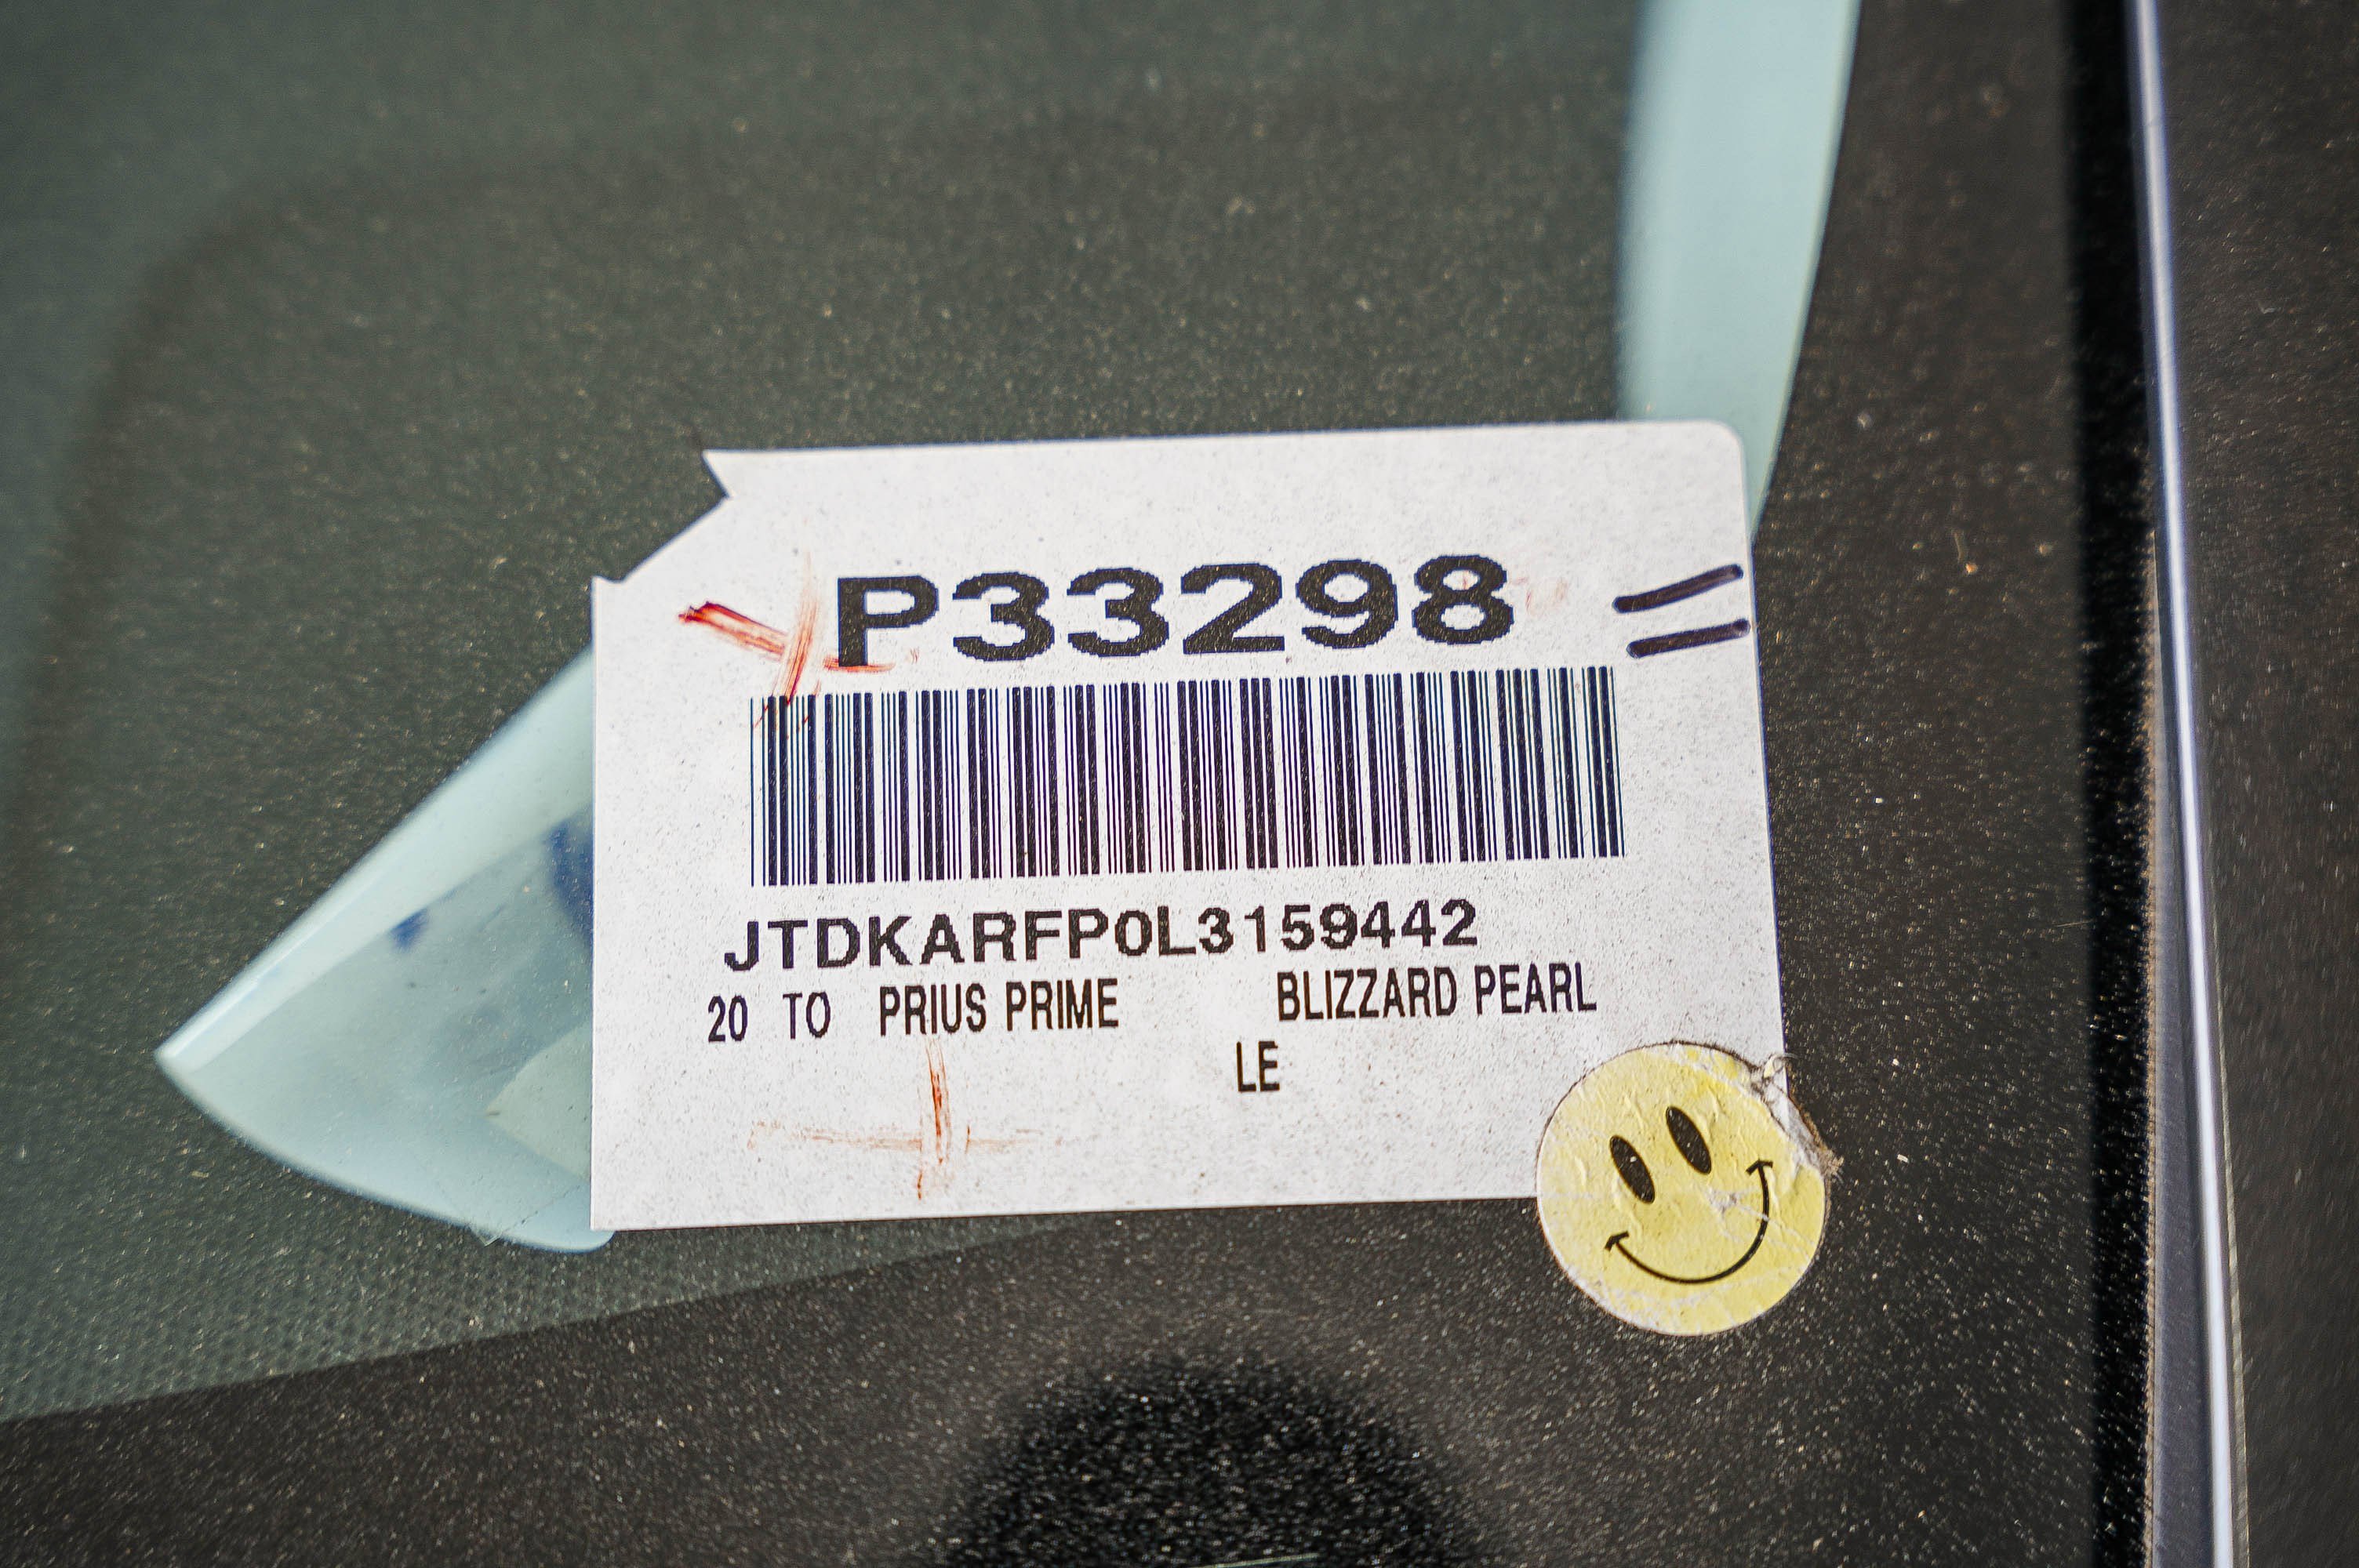 P33298
JTDKARFP0L3159442
20 TO PRIUS PRIME BLIZZARD PEARL
LE